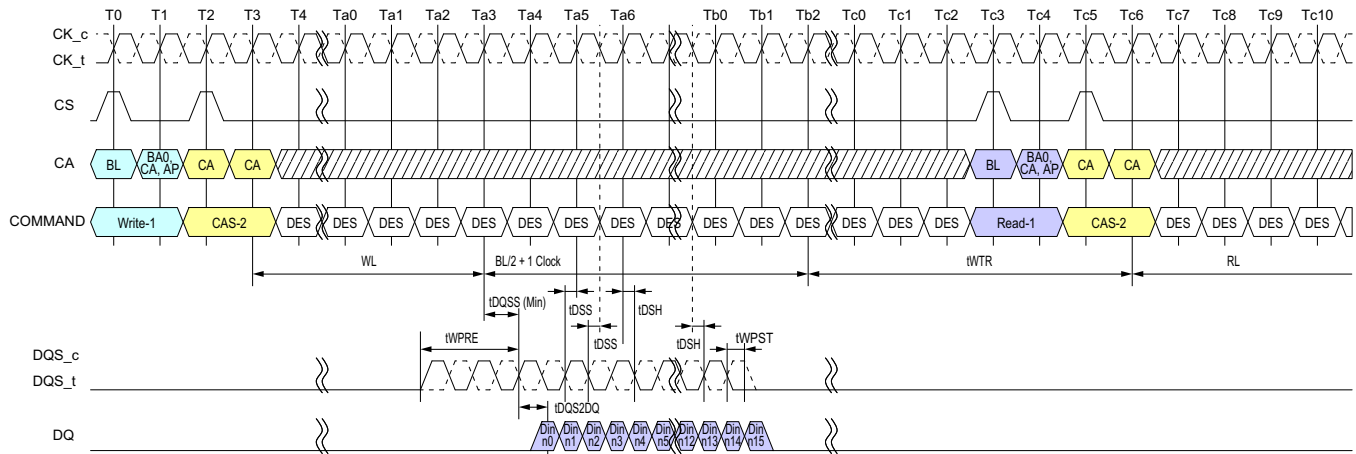 T0 T1 T2 T3 T4 Ta0 Ta1 Ta2 Ta3 Ta4 Ta5 Ta6 Tb0 Tb1 Tb2 Tc0 Tc1 Tc2 Tc3 Tc4 Tc5 Tc6 Tc7 Tc8 Tc9 Tc10
CK_c
CK_t
CS
CA BL BA0, CA, AP CA CA BL BA0, CA, AP CA CA
COMMAND Write-1 CAS-2 DES DES DES DES DES DES DES DES DES DES DES DES DES DES DES Read-1 CAS-2 DES DES DES DES
WL BL/2 + 1 Clock tWTR RL
tDQSS (Min) tDSS tDSH
tWPRE tDSS tDSH tWPST
DQS_c
DQS_t
tDQS2DQ
DQ Din n0 Din n1 Din n2 Din n3 Din n4 Din n5 Din n12 Din n13 Din n14 Din n15